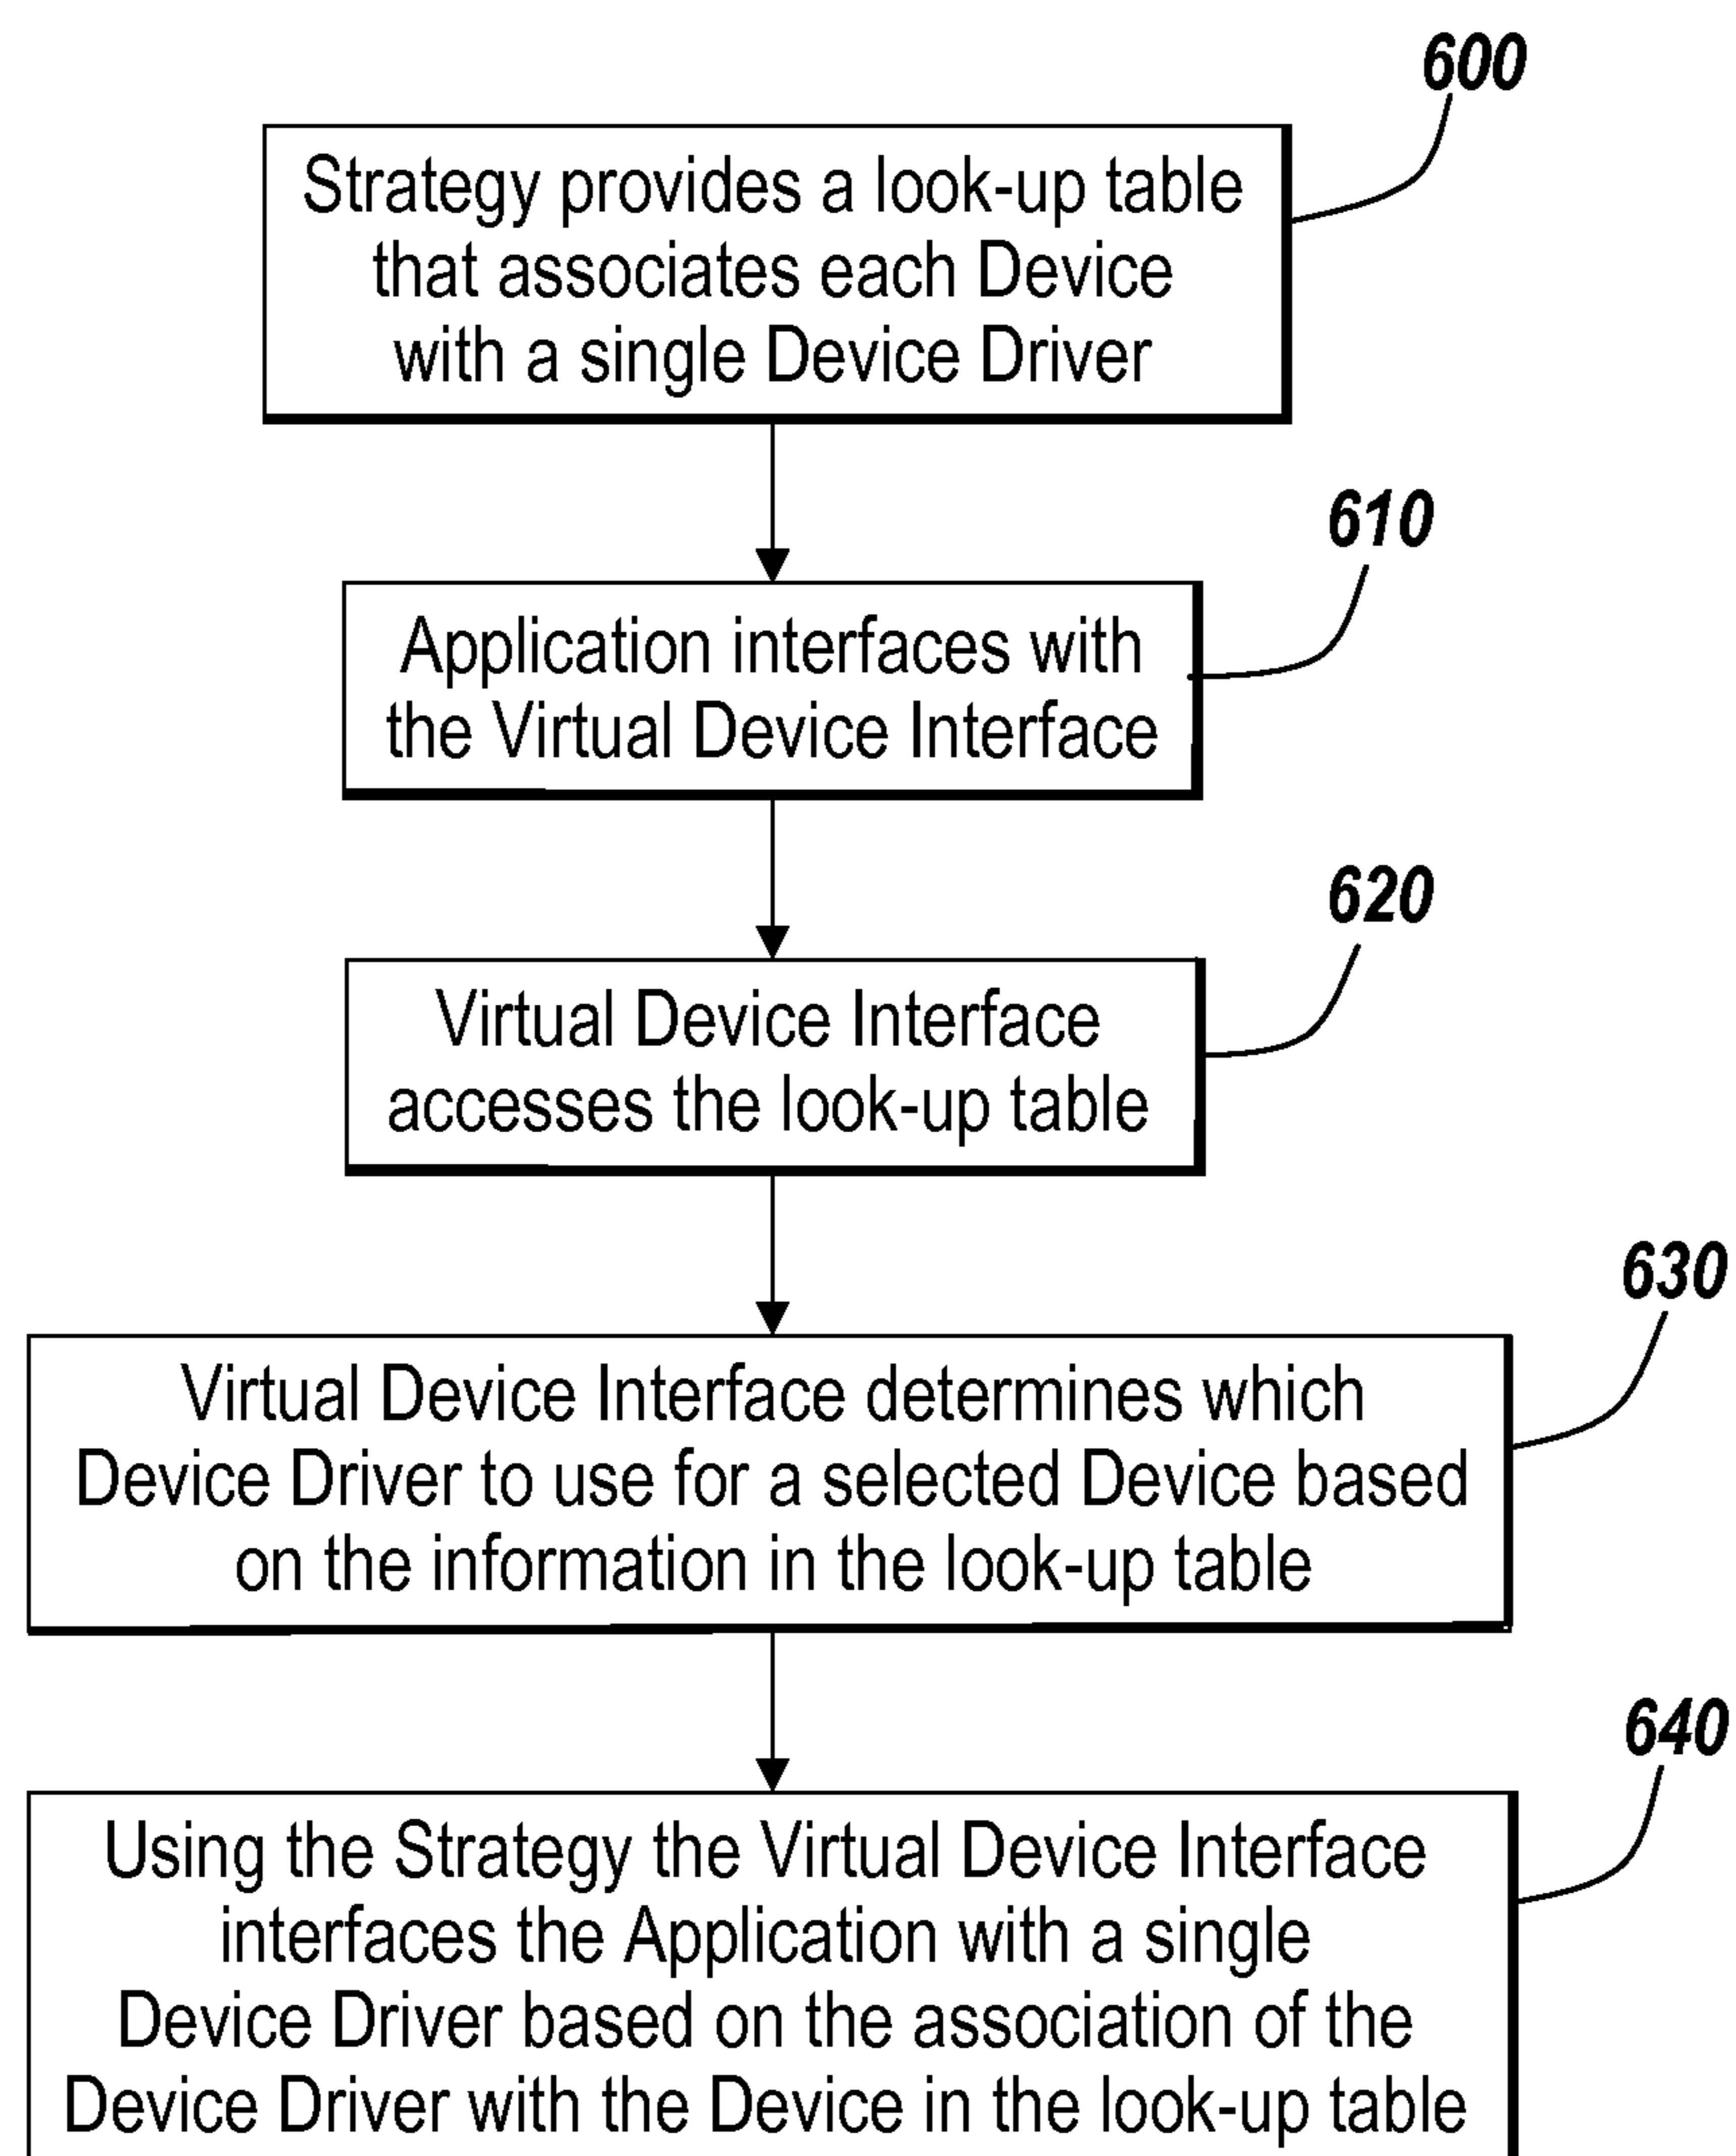 600
Strategy provides a look-up table
that associates each Device
with a single Device Driver
610
Application interfaces with
the Virtual Device Interface
620
Virtual Device Interface
accesses the look-up table
630
Virtual Device Interface determines which
Device Driver to use for a selected Device based
on the information in the look-up table
640
Using the Strategy the Virtual Device Interface
interfaces the Application with a single
Device Driver based on the association of the
Device Driver with the Device in the look-up table